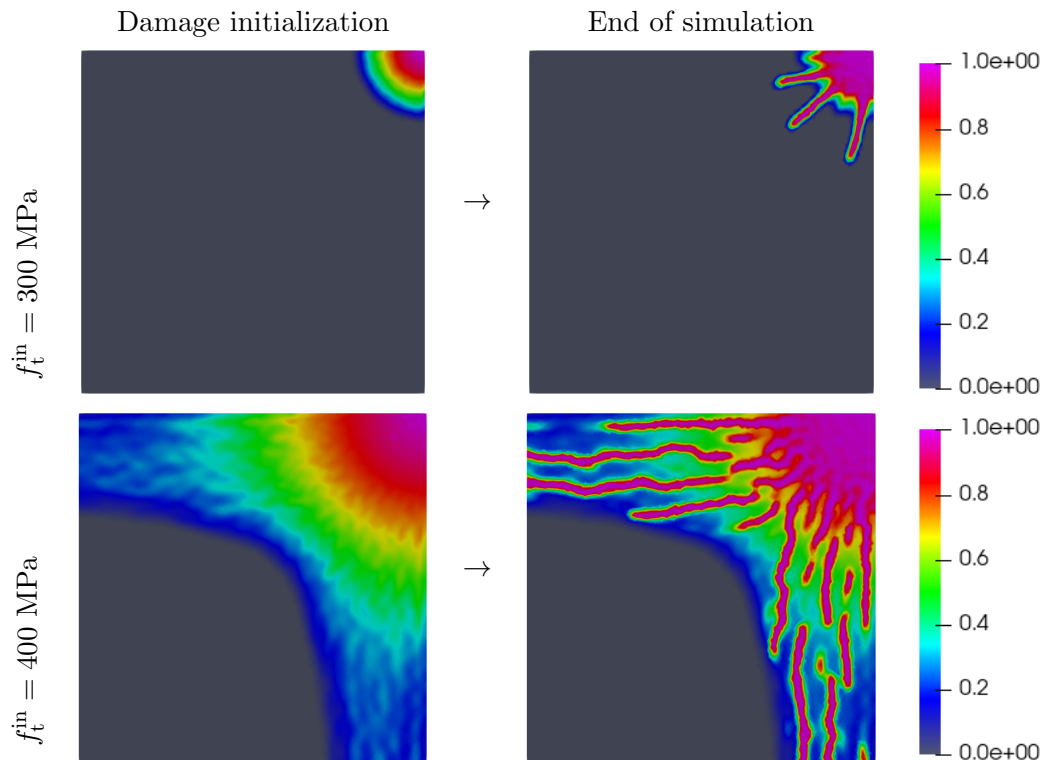 Damage initialization
End of simulation
f_t^in = 300 MPa
→
1.0e+00
0.8
0.6
0.4
0.2
0.0e+00
f_t^in = 400 MPa
→
1.0e+00
0.8
0.6
0.4
0.2
0.0e+00